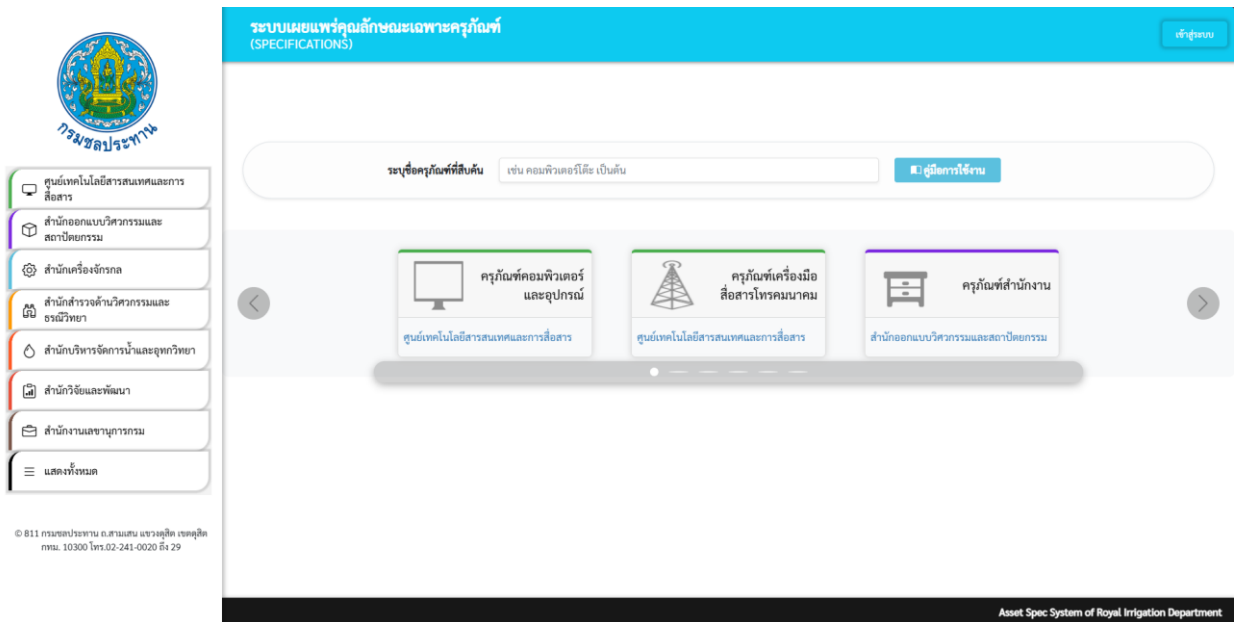 ระบบเผยแพร่คุณลักษณะเฉพาะครุภัณฑ์
(SPECIFICATIONS)
เข้าสู่ระบบ
กรมชลประทาน
ศูนย์เทคโนโลยีสารสนเทศและการ
สื่อสาร
สำนักออกแบบวิศวกรรมและ
สถาปัตยกรรม
สำนักเครื่องจักรกล
สำนักสำรวจด้านวิศวกรรมและ
ธรณีวิทยา
สำนักบริหารจัดการน้ำและอุทกวิทยา
สำนักวิจัยและพัฒนา
สำนักงานเลขานุการกรม
แสดงทั้งหมด
© 811 กรมชลประทาน ถ.สามเสน แขวงดุสิต เขตดุสิต
กทม. 10300 โทร.02-241-0020 ถึง 29
ระบุชื่อครุภัณฑ์ที่สืบค้น
เช่น คอมพิวเตอร์โต๊ะ เป็นต้น
คู่มือการใช้งาน
ครุภัณฑ์คอมพิวเตอร์
และอุปกรณ์
ศูนย์เทคโนโลยีสารสนเทศและการสื่อสาร
ครุภัณฑ์เครื่องมือ
สื่อสารโทรคมนาคม
ศูนย์เทคโนโลยีสารสนเทศและการสื่อสาร
ครุภัณฑ์สำนักงาน
สำนักออกแบบวิศวกรรมและสถาปัตยกรรม
Asset Spec System of Royal Irrigation Department